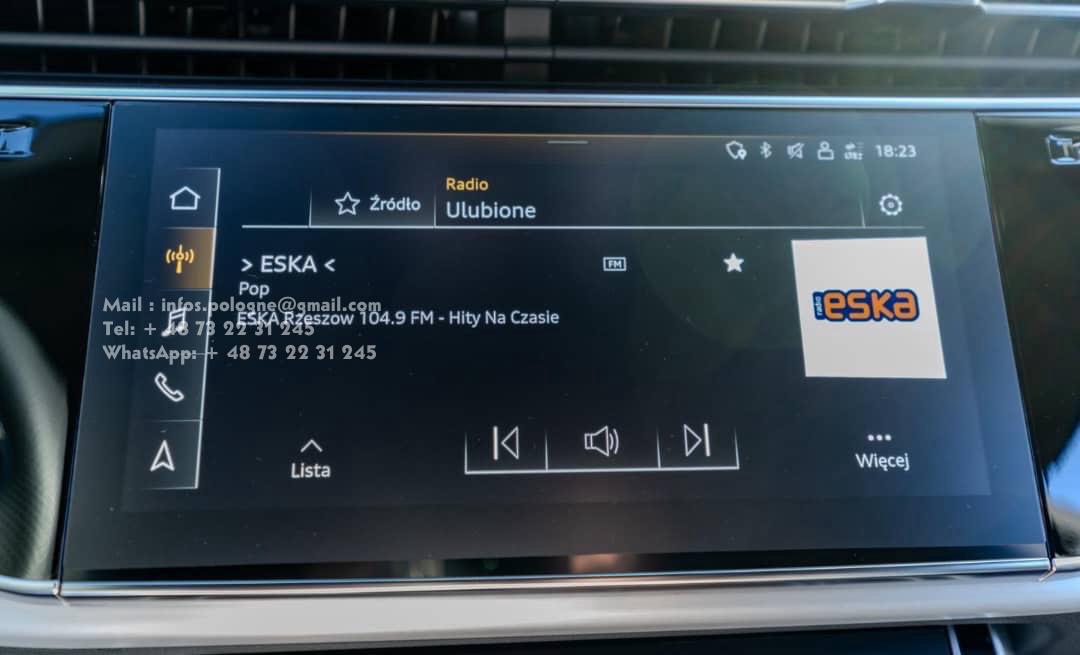 18:23
Radio
Źródło
Ulubione
> ESKA <
FM
Pop
Mail : infos.pologne@gmail.com
ESKA Rzeszow 104.9 FM - Hity Na Czasie
Tel: + 48 73 22 31 245
WhatsApp: + 48 73 22 31 245
radio eska
Lista
Więcej